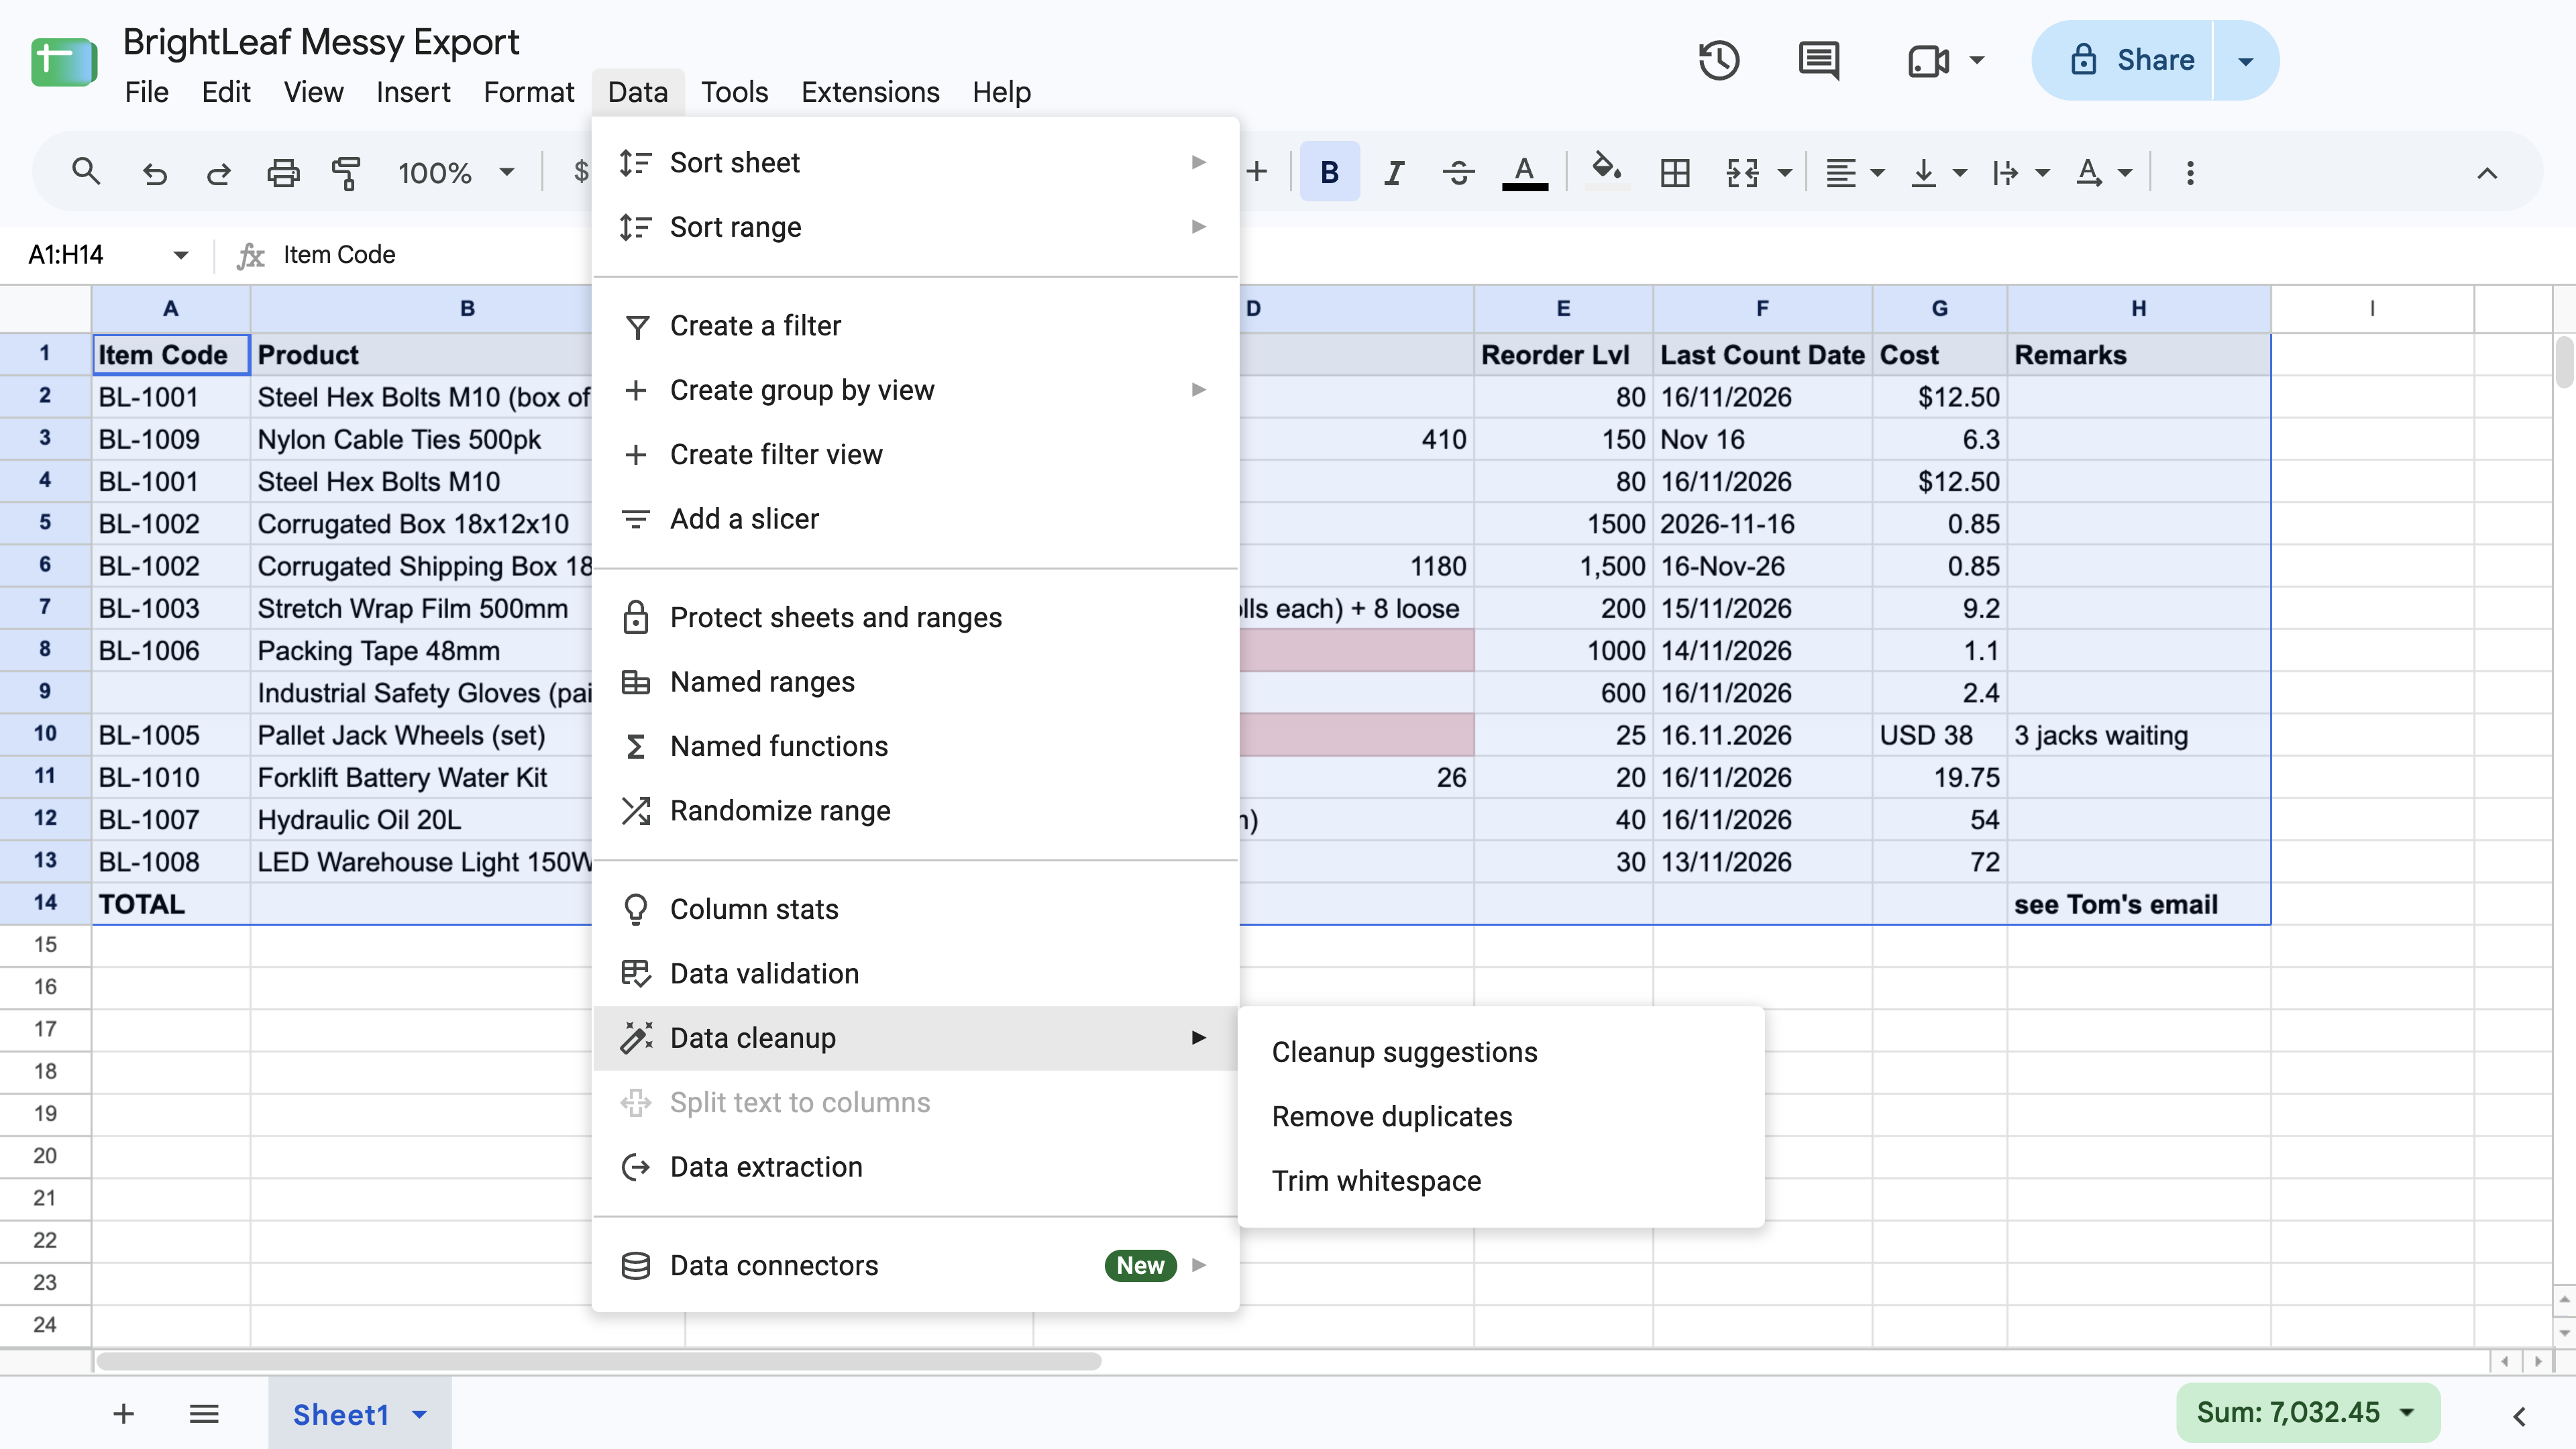 BrightLeaf Messy Export
File Edit View Insert Format Data Tools Extensions Help
Share
100% $ B I A A
A1:H14 fx Item Code
Sort sheet
Sort range
Create a filter
Create group by view
Create filter view
Add a slicer
Protect sheets and ranges
Named ranges
Named functions
Randomize range
Column stats
Data validation
Data cleanup
Split text to columns
Data extraction
Data connectors New
Cleanup suggestions
Remove duplicates
Trim whitespace
A B D E F G H I
1 Item Code Product Reorder Lvl Last Count Date Cost Remarks
2 BL-1001 Steel Hex Bolts M10 (box of 80 16/11/2026 $12.50
3 BL-1009 Nylon Cable Ties 500pk 410 150 Nov 16 6.3
4 BL-1001 Steel Hex Bolts M10 80 16/11/2026 $12.50
5 BL-1002 Corrugated Box 18x12x10 1500 2026-11-16 0.85
6 BL-1002 Corrugated Shipping Box 18 1180 1,500 16-Nov-26 0.85
7 BL-1003 Stretch Wrap Film 500mm lls each) + 8 loose 200 15/11/2026 9.2
8 BL-1006 Packing Tape 48mm 1000 14/11/2026 1.1
9 Industrial Safety Gloves (pai 600 16/11/2026 2.4
10 BL-1005 Pallet Jack Wheels (set) 25 16.11.2026 USD 38 3 jacks waiting
11 BL-1010 Forklift Battery Water Kit 26 20 16/11/2026 19.75
12 BL-1007 Hydraulic Oil 20L ) 40 16/11/2026 54
13 BL-1008 LED Warehouse Light 150W 30 13/11/2026 72
14 TOTAL see Tom's email
15
16
17
18
19
20
21
22
23
24
Sheet1
Sum: 7,032.45